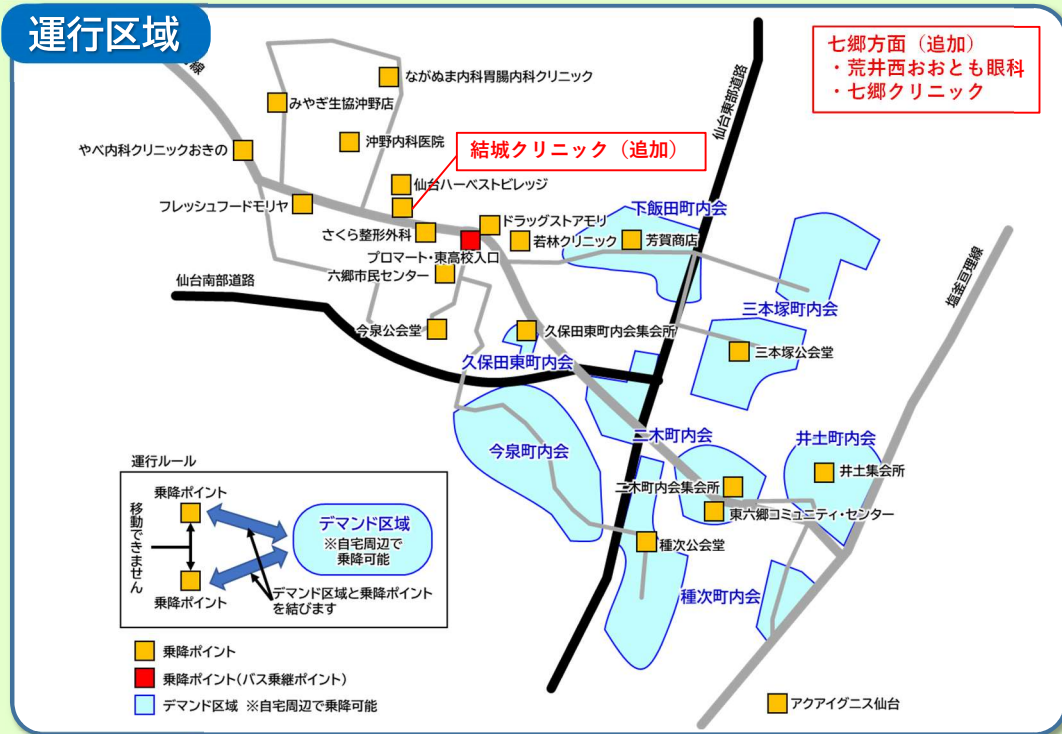 運行区域
線
ながぬま内科胃腸内科クリニック
みやぎ生協沖野店
沖野内科医院
やべ内科クリニックおきの
結城クリニック（追加）
七郷方面（追加）
・荒井西おおとも眼科
・七郷クリニック
仙台東部道路
仙台ハーベストビレッジ
フレッシュフードモリヤ
下飯田町内会
ドラッグストアモリ
さくら整形外科
若林クリニック
芳賀商店
プロマート・東高校入口
六郷市民センター
仙台南部道路
塩釜亘理線
三本塚町内会
今泉公会堂
久保田東町内会集会所
三本塚公会堂
久保田東町内会
二木町内会
井土町内会
今泉町内会
井土集会所
二木町内会集会所
東六郷コミュニティ・センター
種次公会堂
種次町内会
運行ルール
乗降ポイント
移動できません
デマンド区域
※自宅周辺で
乗降可能
乗降ポイント
デマンド区域と乗降ポイント
を結びます
乗降ポイント
乗降ポイント(バス乗継ポイント)
デマンド区域 ※自宅周辺で乗降可能
アクアイグニス仙台